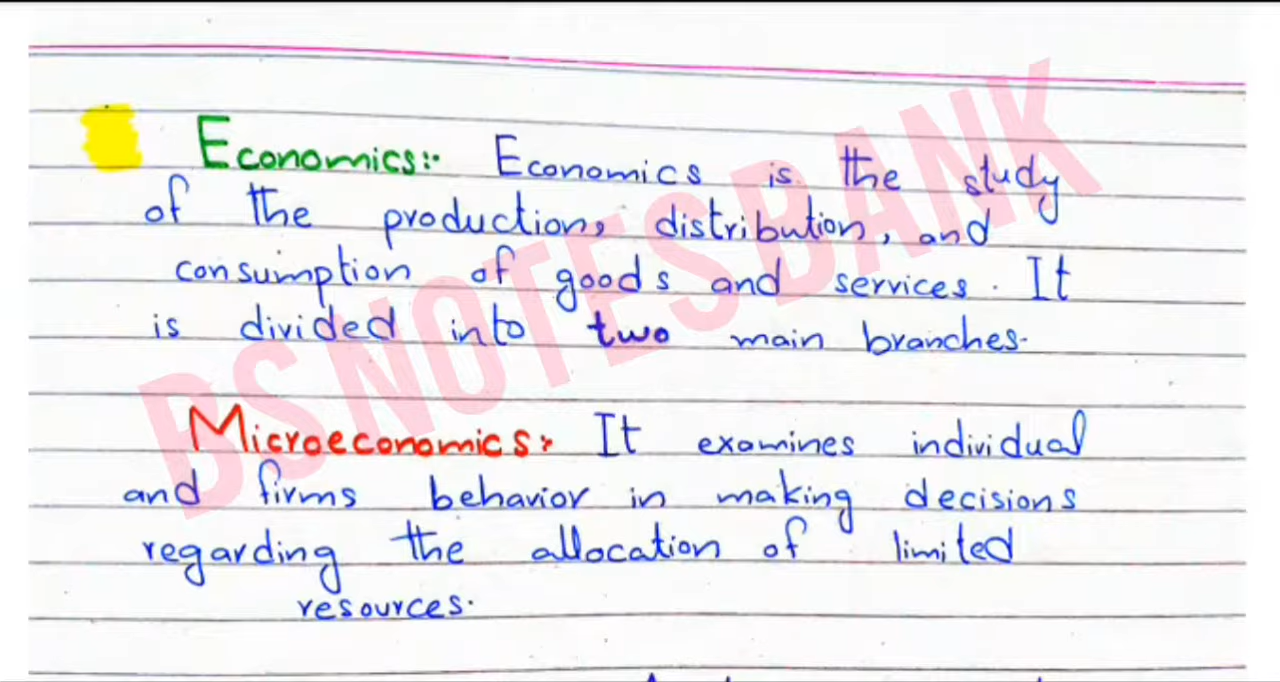 Economics:- Economics is the study
of the production, distribution, and
consumption of goods and services. It
is divided into two main branches.
Microeconomics:- It examines individual
and firms behavior in making decisions
regarding the allocation of limited
resources.
BSNOTESBANK